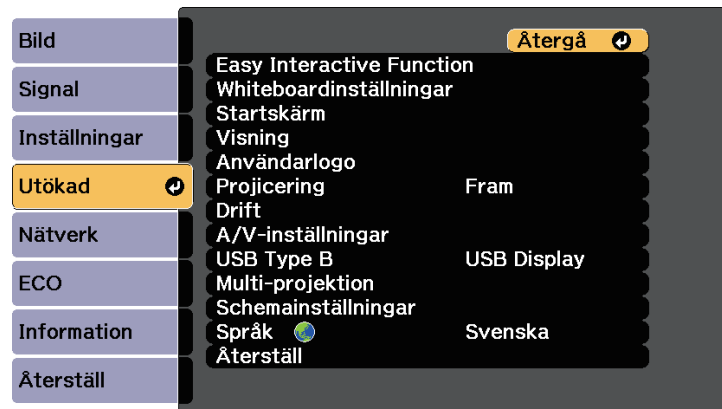 Bild
Signal
Inställningar
Utökad
Nätverk
ECO
Information
Återställ
Återgå
Easy Interactive Function
Whiteboardinställningar
Startskärm
Visning
Användarlogo
Projicering Fram
Drift
A/V-inställningar
USB Type B USB Display
Multi-projektion
Schemainställningar
Språk Svenska
Återställ